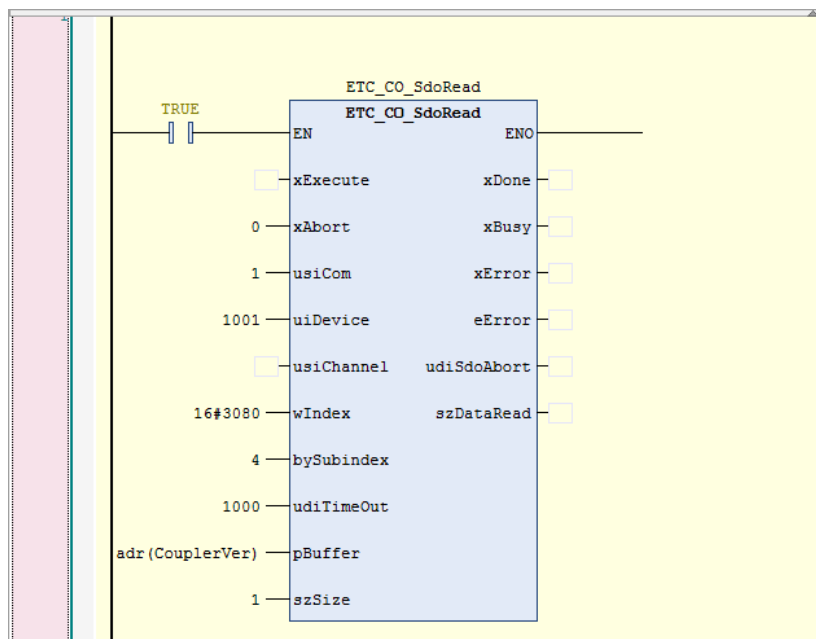 1
ETC_CO_SdoRead
TRUE
ETC_CO_SdoRead
EN ENO
xExecute xDone
0 xAbort xBusy
1 usiCom xError
1001 uiDevice eError
usiChannel udiSdoAbort
16#3080 wIndex szDataRead
4 bySubindex
1000 udiTimeOut
adr(CouplerVer) pBuffer
1 szSize